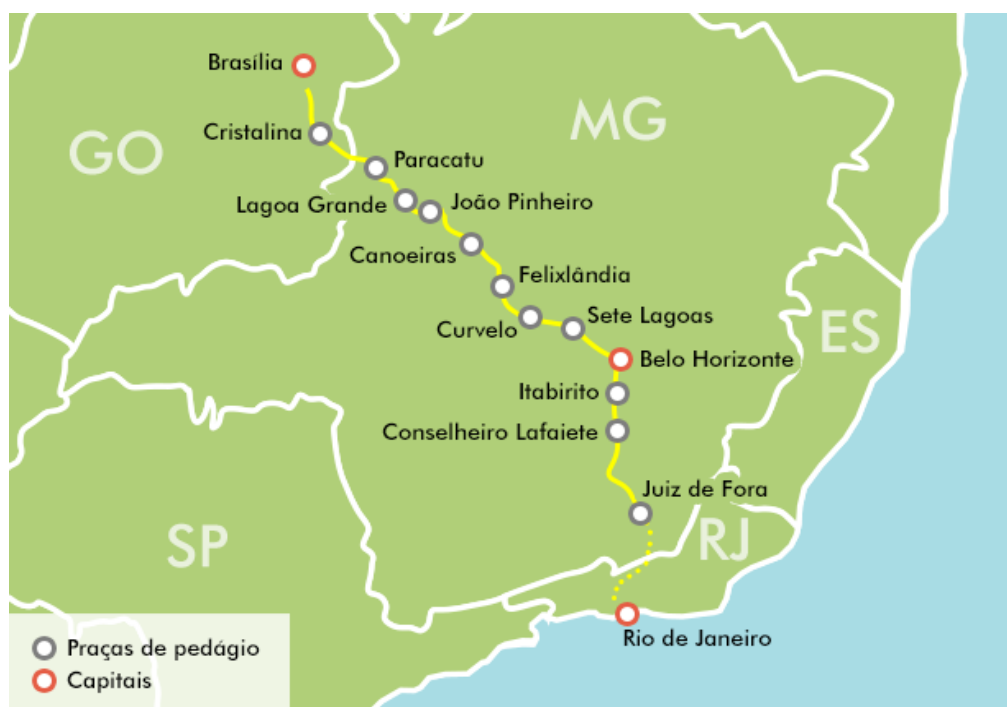 Brasília
MG
Cristalina
GO
Paracatu
Lagoa Grande
João Pinheiro
Canoeiras
Felixlândia
Sete Lagoas
Curvelo
ES
Belo Horizonte
Itabirito
Conselheiro Lafaiete
Juiz de Fora
SP
RJ
Rio de Janeiro
Praças de pedágio
Capitais